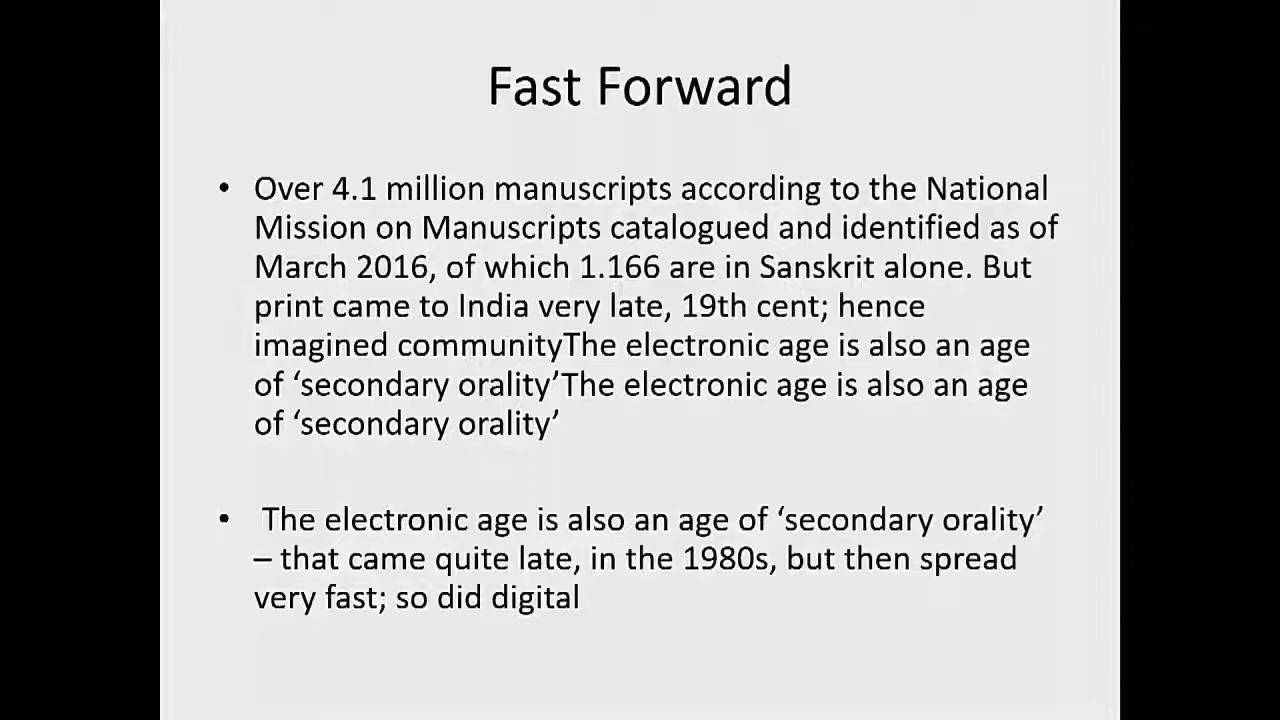 Fast Forward
• Over 4.1 million manuscripts according to the National
Mission on Manuscripts catalogued and identified as of
March 2016, of which 1.166 are in Sanskrit alone. But
print came to India very late, 19th cent; hence
imagined communityThe electronic age is also an age
of ‘secondary orality’The electronic age is also an age
of ‘secondary orality’
• The electronic age is also an age of ‘secondary orality’
– that came quite late, in the 1980s, but then spread
very fast; so did digital